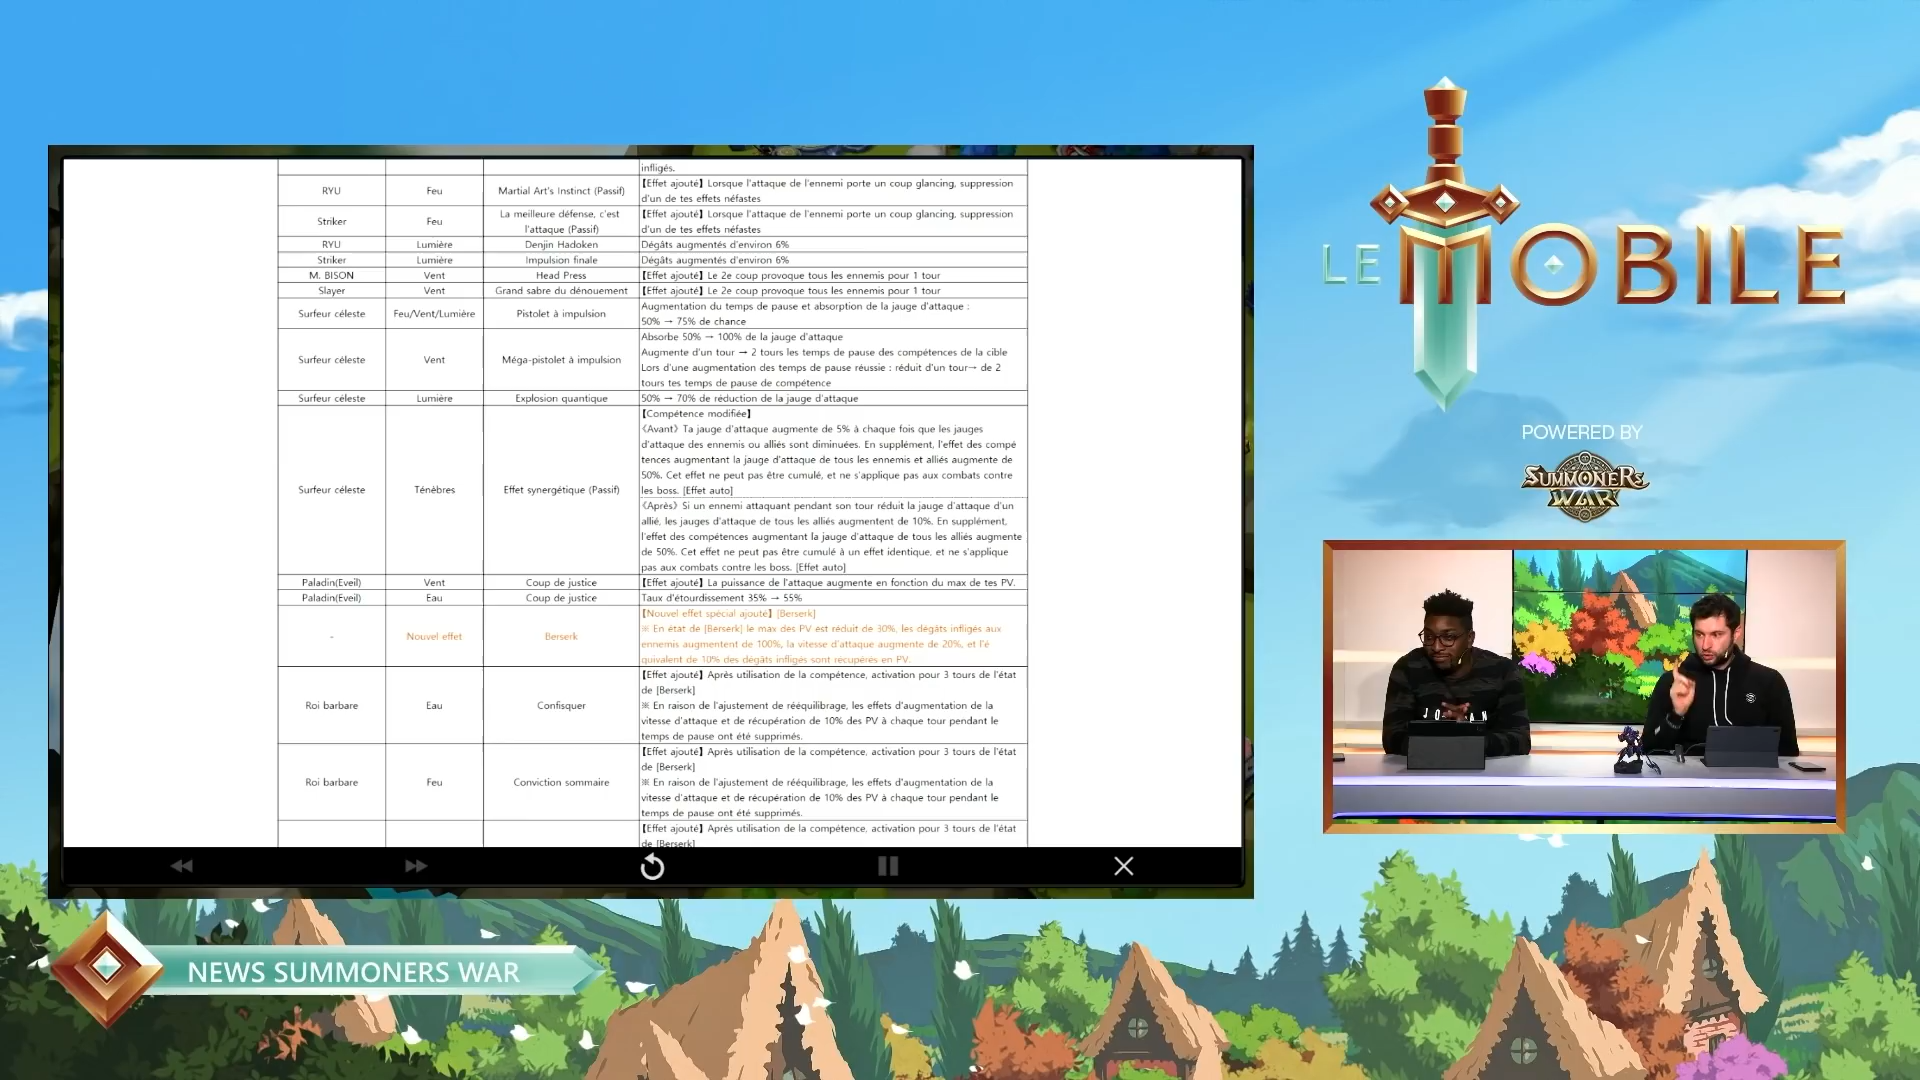 infligés.
RYU Feu Martial Art's Instinct (Passif) 【Effet ajouté】 Lorsque l'attaque de l'ennemi porte un coup glancing, suppression
d'un de tes effets néfastes
Striker Feu La meilleure défense, c'est
l'attaque (Passif) 【Effet ajouté】 Lorsque l'attaque de l'ennemi porte un coup glancing, suppression
d'un de tes effets néfastes
RYU Lumière Denjin Hadoken Dégâts augmentés d'environ 6%
Striker Lumière Impulsion finale Dégâts augmentés d'environ 6%
M. BISON Vent Head Press 【Effet ajouté】 Le 2e coup provoque tous les ennemis pour 1 tour
Slayer Vent Grand sabre du dénouement 【Effet ajouté】 Le 2e coup provoque tous les ennemis pour 1 tour
Surfeur céleste Feu/Vent/Lumière Pistolet à impulsion Augmentation du temps de pause et absorption de la jauge d'attaque :
50% → 75% de chance
Surfeur céleste Vent Méga-pistolet à impulsion Absorbe 50% → 100% de la jauge d'attaque
Augmente d'un tour → 2 tours les temps de pause des compétences de la cible
Lors d'une augmentation des temps de pause réussie : réduit d'un tour→ de 2
tours tes temps de pause de compétence
Surfeur céleste Lumière Explosion quantique 50% → 70% de réduction de la jauge d'attaque
Surfeur céleste Ténèbres Effet synergétique (Passif) 【Compétence modifiée】
《Avant》 Ta jauge d'attaque augmente de 5% à chaque fois que les jauges
d'attaque des ennemis ou alliés sont diminuées. En supplément, l'effet des compé
tences augmentant la jauge d'attaque de tous les ennemis et alliés augmente de
50%. Cet effet ne peut pas être cumulé, et ne s'applique pas aux combats contre
les boss. [Effet auto]
《Après》 Si un ennemi attaquant pendant son tour réduit la jauge d'attaque d'un
allié, les jauges d'attaque de tous les alliés augmentent de 10%. En supplément,
l'effet des compétences augmentant la jauge d'attaque de tous les alliés augmente
de 50%. Cet effet ne peut pas être cumulé à un effet identique, et ne s'applique
pas aux combats contre les boss. [Effet auto]
Paladin(Eveil) Vent Coup de justice 【Effet ajouté】 La puissance de l'attaque augmente en fonction du max de tes PV.
Paladin(Eveil) Eau Coup de justice Taux d'étourdissement 35% → 55%
- Nouvel effet Berserk 【Nouvel effet spécial ajouté】 [Berserk]
※ En état de [Berserk] le max des PV est réduit de 30%, les dégâts infligés aux
ennemis augmentent de 100%, la vitesse d'attaque augmente de 20%, et l'é
quivalent de 10% des dégâts infligés sont récupérés en PV.
Roi barbare Eau Confisquer 【Effet ajouté】 Après utilisation de la compétence, activation pour 3 tours de l'état
de [Berserk]
※ En raison de l'ajustement de rééquilibrage, les effets d'augmentation de la
vitesse d'attaque et de récupération de 10% des PV à chaque tour pendant le
temps de pause ont été supprimés.
Roi barbare Feu Conviction sommaire 【Effet ajouté】 Après utilisation de la compétence, activation pour 3 tours de l'état
de [Berserk]
※ En raison de l'ajustement de rééquilibrage, les effets d'augmentation de la
vitesse d'attaque et de récupération de 10% des PV à chaque tour pendant le
temps de pause ont été supprimés.
【Effet ajouté】 Après utilisation de la compétence, activation pour 3 tours de l'état
de [Berserk]
LE MOBILE
POWERED BY
SUMMONERS
WAR
NEWS SUMMONERS WAR